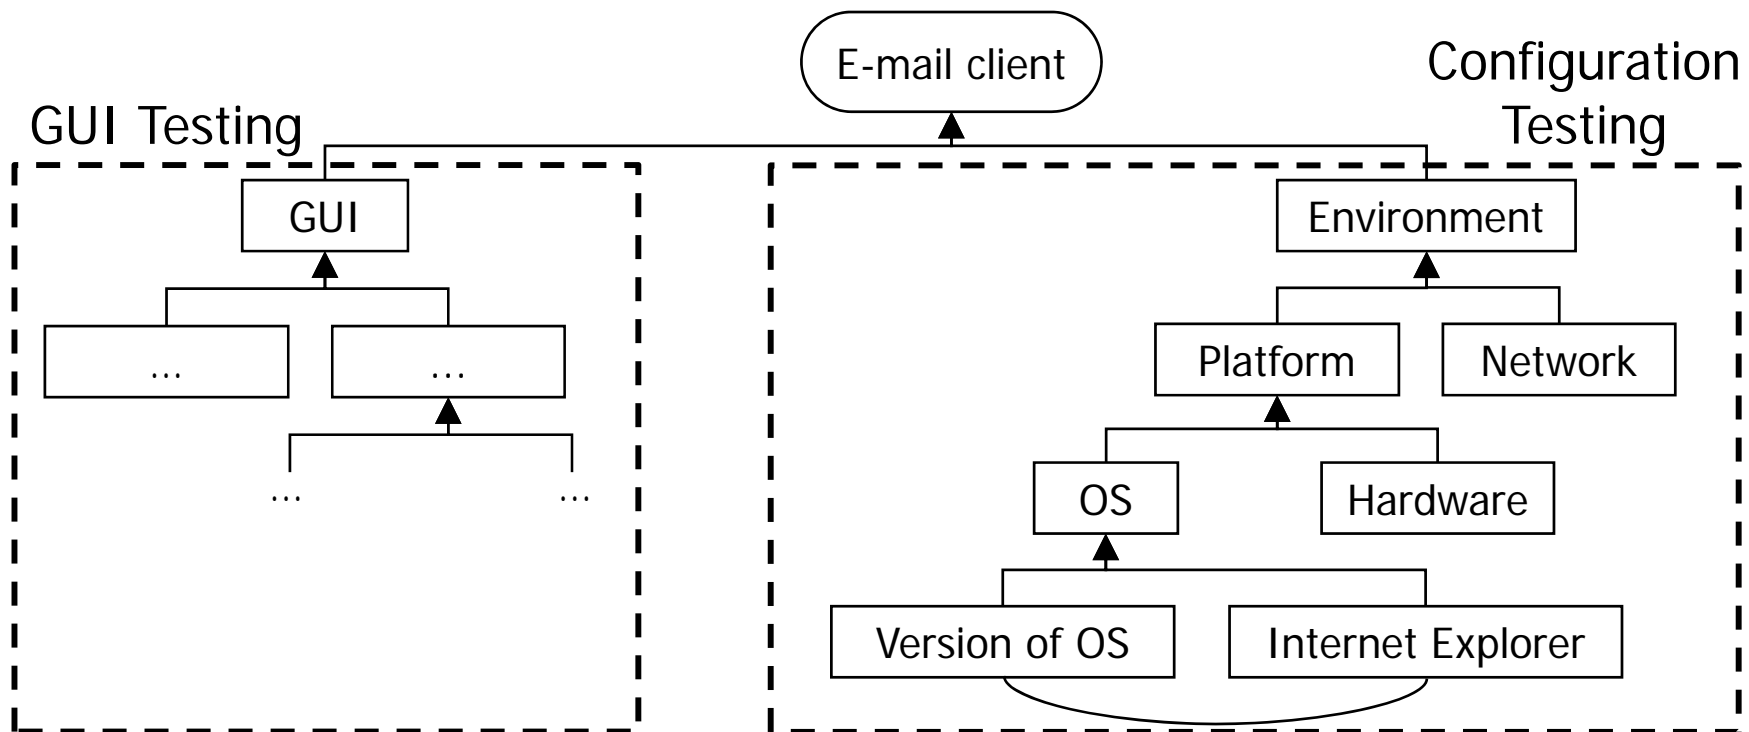 E-mail client
Configuration
Testing
GUI Testing
GUI
Environment
...
...
Platform
Network
...
...
OS
Hardware
Version of OS
Internet Explorer